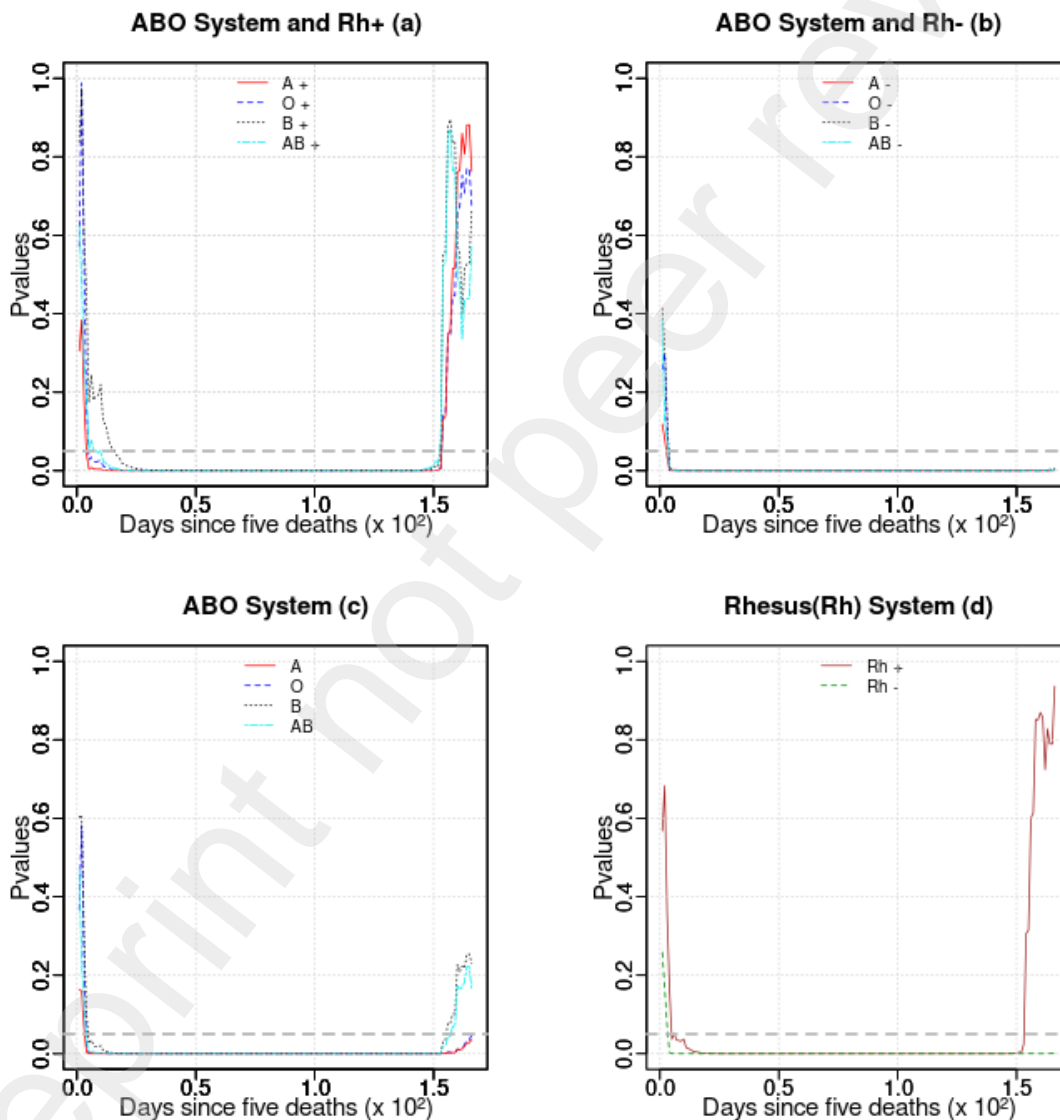 ABO System and Rh+ (a)
1.0
0.8
0.6
0.4
0.2
0.0
Pvalues
A +
O +
B +
AB +
0.0
0.5
1.0
1.5
Days since five deaths (x 10²)
ABO System and Rh- (b)
1.0
0.8
0.6
0.4
0.2
0.0
Pvalues
A -
O -
B -
AB -
0.0
0.5
1.0
1.5
Days since five deaths (x 10²)
ABO System (c)
1.0
0.8
0.6
0.4
0.2
0.0
Pvalues
A
O
B
AB
0.0
0.5
1.0
1.5
Days since five deaths (x 10²)
Rhesus(Rh) System (d)
1.0
0.8
0.6
0.4
0.2
0.0
Pvalues
Rh +
Rh -
0.0
0.5
1.0
1.5
Days since five deaths (x 10²)
eprint not peer rev